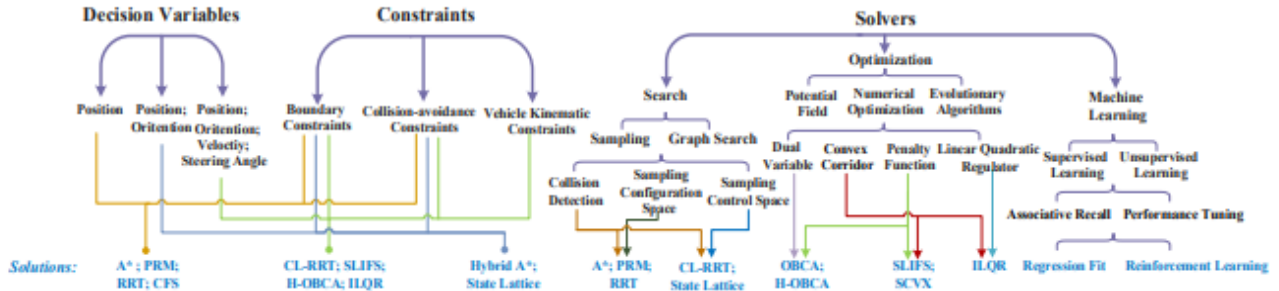 Decision Variables
Constraints
Solvers
Optimization
Position
Position;
Oritention
Position;
Oritention;
Veloctiy;
Steering Angle
Boundary
Constraints
Collision-avoidance
Constraints
Vehicle Kinematic
Constraints
Search
Potential
Field
Numerical
Optimization
Evolutionary
Algorithms
Machine
Learning
Sampling
Graph Search
Dual
Variable
Convex
Corridor
Penalty
Function
Linear Quadratic
Regulator
Supervised
Learning
Unsupervised
Learning
Collision
Detection
Sampling
Configuration
Space
Sampling
Control Space
Associative Recall
Performance Tuning
Solutions:
A* ; PRM;
RRT; CFS
CL-RRT; SLIFS;
H-OBCA; ILQR
Hybrid A*;
State Lattice
A*; PRM;
RRT
CL-RRT;
State Lattice
OBCA;
H-OBCA
SLIFS;
SCVX
ILQR
Regression Fit
Reinforcement Learning